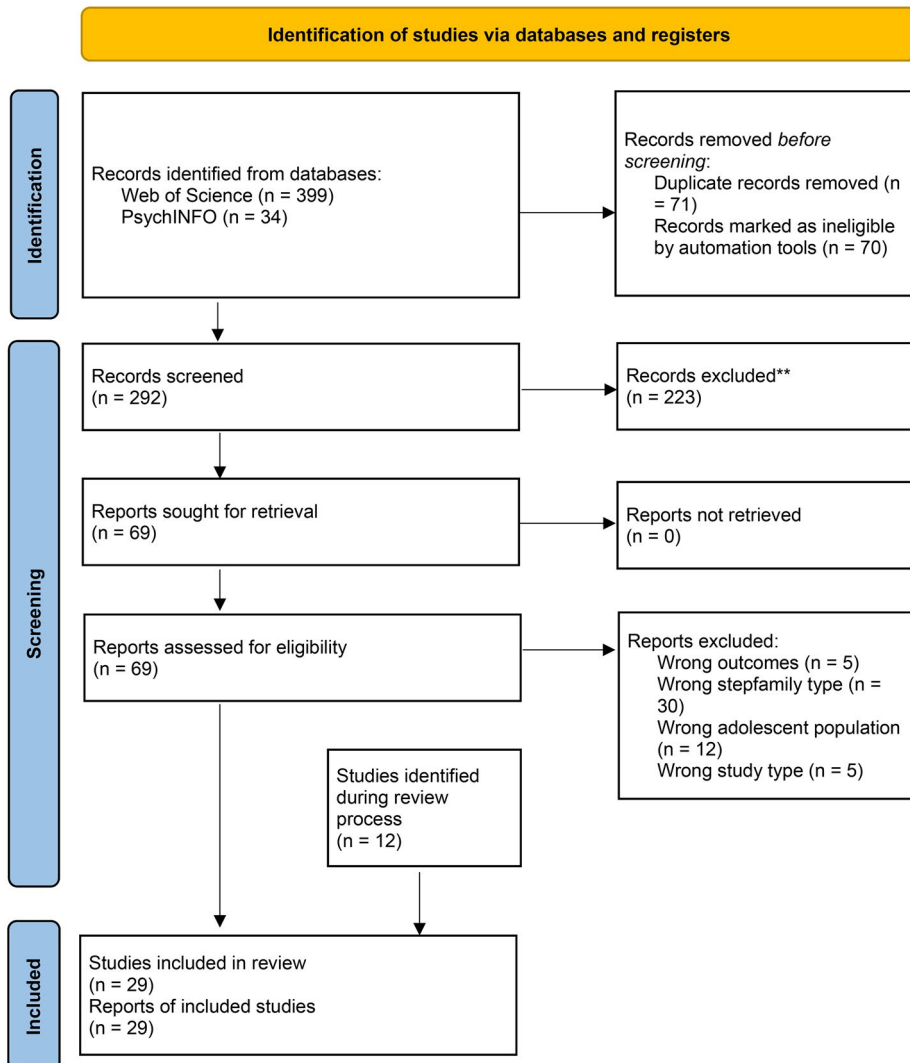 Identification of studies via databases and registers
Identification
Records identified from databases:
Web of Science (n = 399)
PsychINFO (n = 34)
Records removed before
screening:
Duplicate records removed (n
= 71)
Records marked as ineligible
by automation tools (n = 70)
Screening
Records screened
(n = 292)
Records excluded**
(n = 223)
Reports sought for retrieval
(n = 69)
Reports not retrieved
(n = 0)
Reports assessed for eligibility
(n = 69)
Reports excluded:
Wrong outcomes (n = 5)
Wrong stepfamily type (n =
30)
Wrong adolescent population
(n = 12)
Wrong study type (n = 5)
Studies identified
during review
process
(n = 12)
Included
Studies included in review
(n = 29)
Reports of included studies
(n = 29)